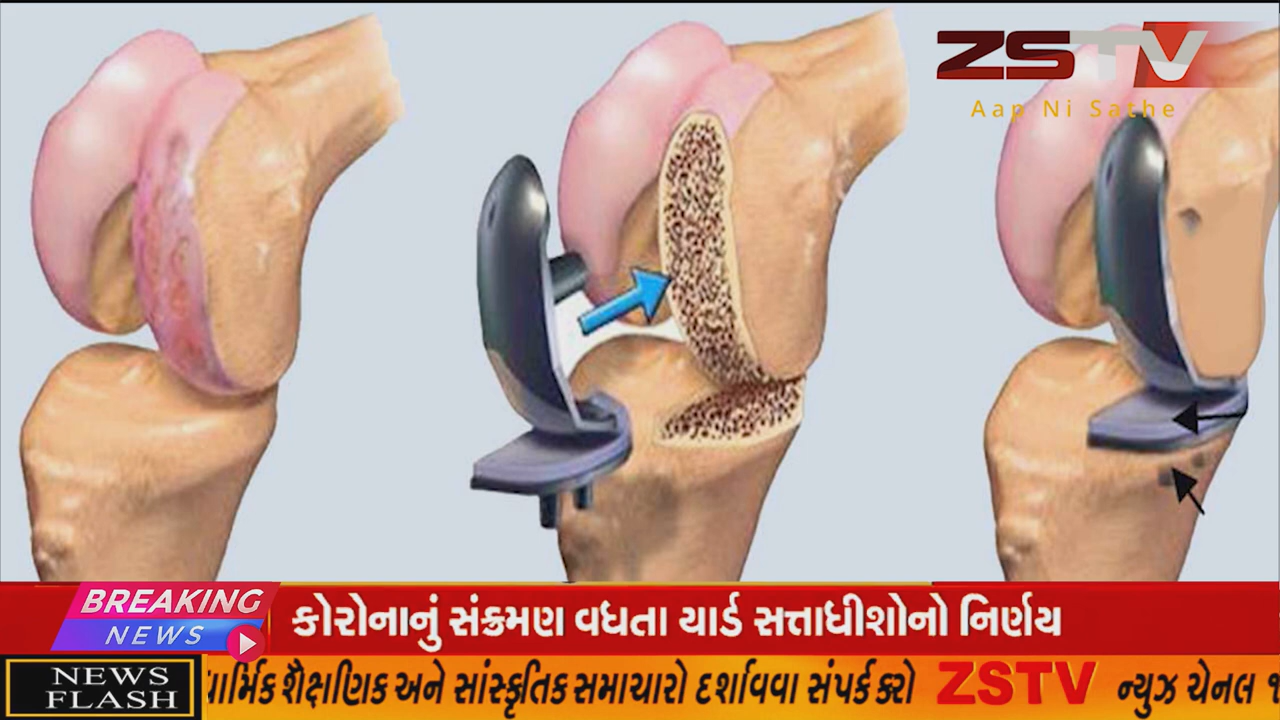 ZSTV
Aap Ni Sathe
BREAKING
NEWS
કોરોનાનું સંક્રમણ વધતા યાર્ડ સત્તાધીશોનો નિર્ણય
NEWS
FLASH
શૈક્ષણિક અને સાંસ્કૃતિક સમાચારો દર્શાવવા સંપર્ક કરો ZSTV ન્યુઝ ચેનલ